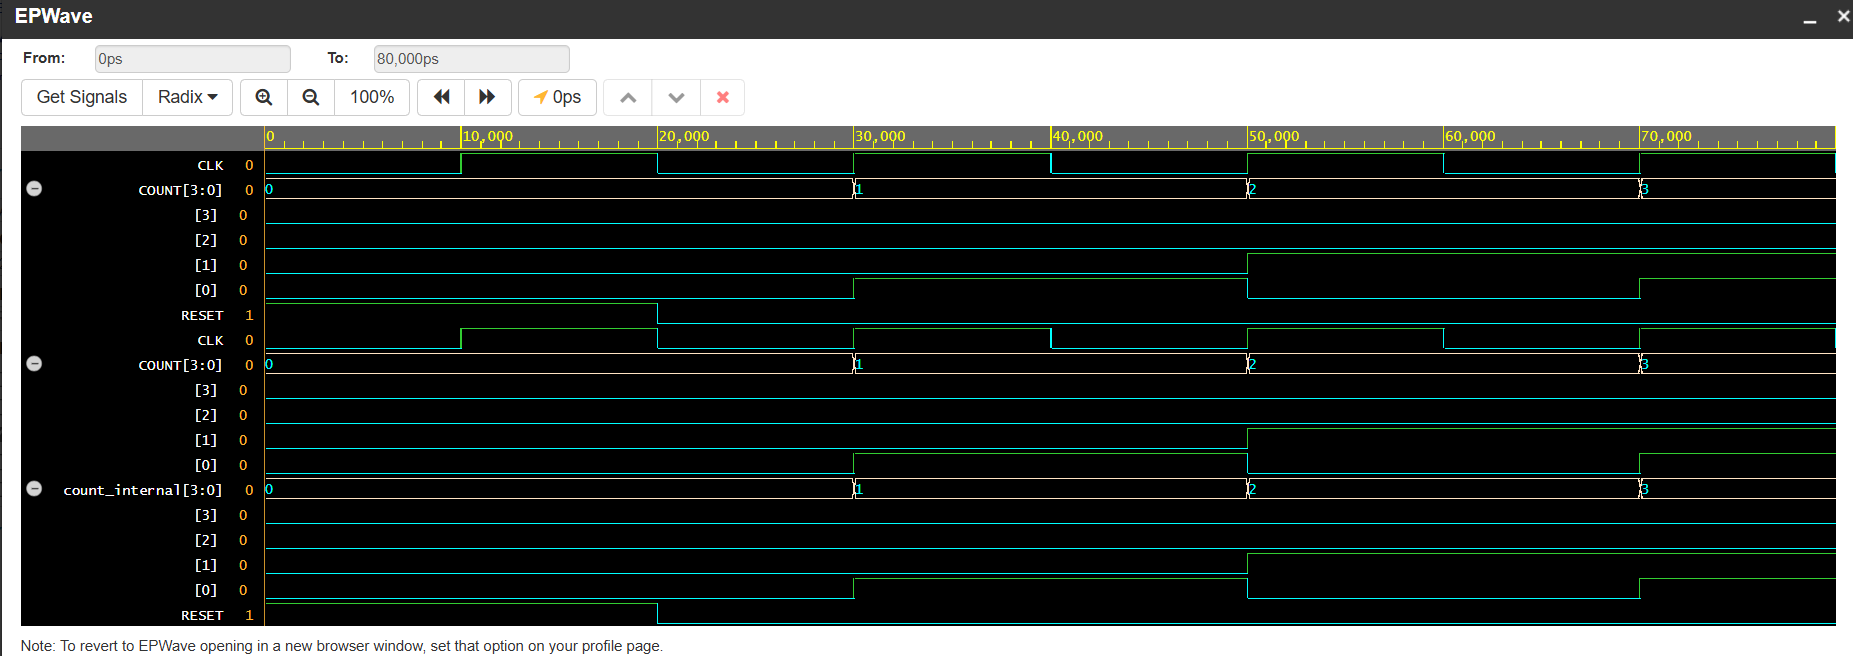 EPWave
From: 0ps To: 80,000ps
Get Signals Radix 100% 0ps
0 10,000 20,000 30,000 40,000 50,000 60,000 70,000
CLK 0
COUNT[3:0] 0 0 1 2 3
[3] 0
[2] 0
[1] 0
[0] 0
RESET 1
CLK 0
COUNT[3:0] 0 0 1 2 3
[3] 0
[2] 0
[1] 0
[0] 0
count_internal[3:0] 0 0 1 2 3
[3] 0
[2] 0
[1] 0
[0] 0
RESET 1
Note: To revert to EPWave opening in a new browser window, set that option on your profile page.